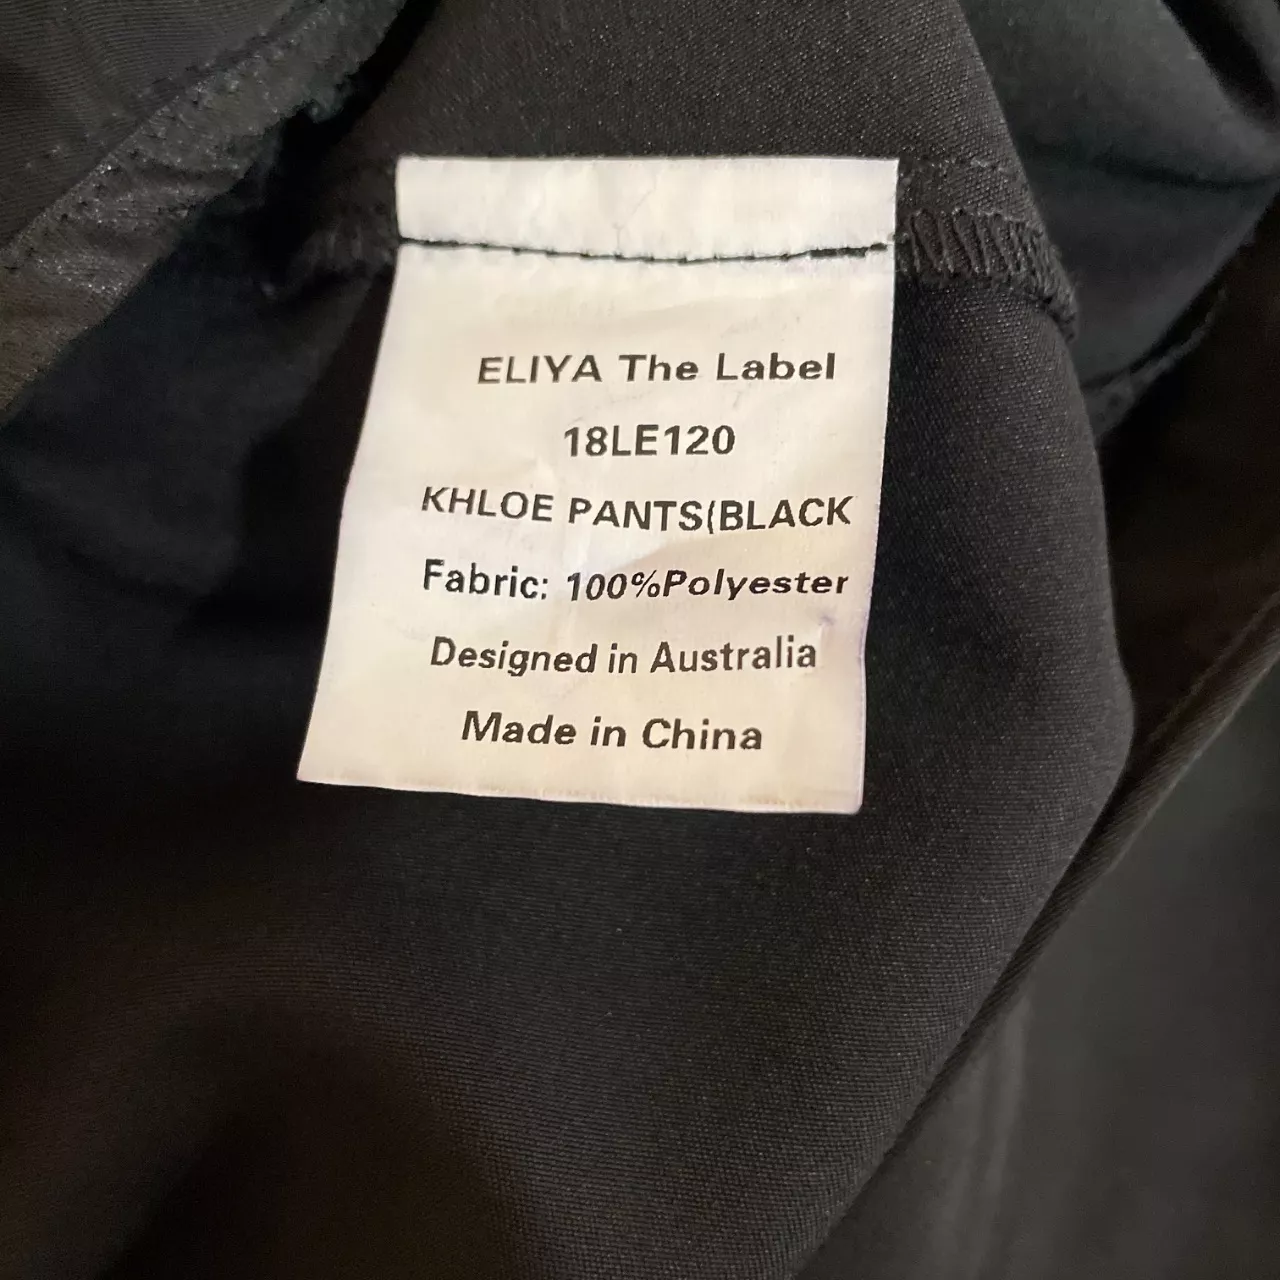 ELIYA The Label
18LE120
KHLOE PANTS(BLACK
Fabric: 100%Polyester
Designed in Australia
Made in China